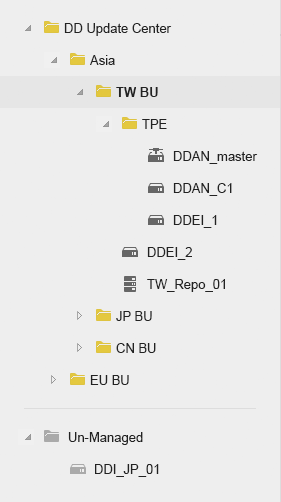 DD Update Center
Asia
TW BU
TPE
DDAN_master
DDAN_C1
DDEI_1
DDEI_2
TW_Repo_01
JP BU
CN BU
EU BU
Un-Managed
DDI_JP_01